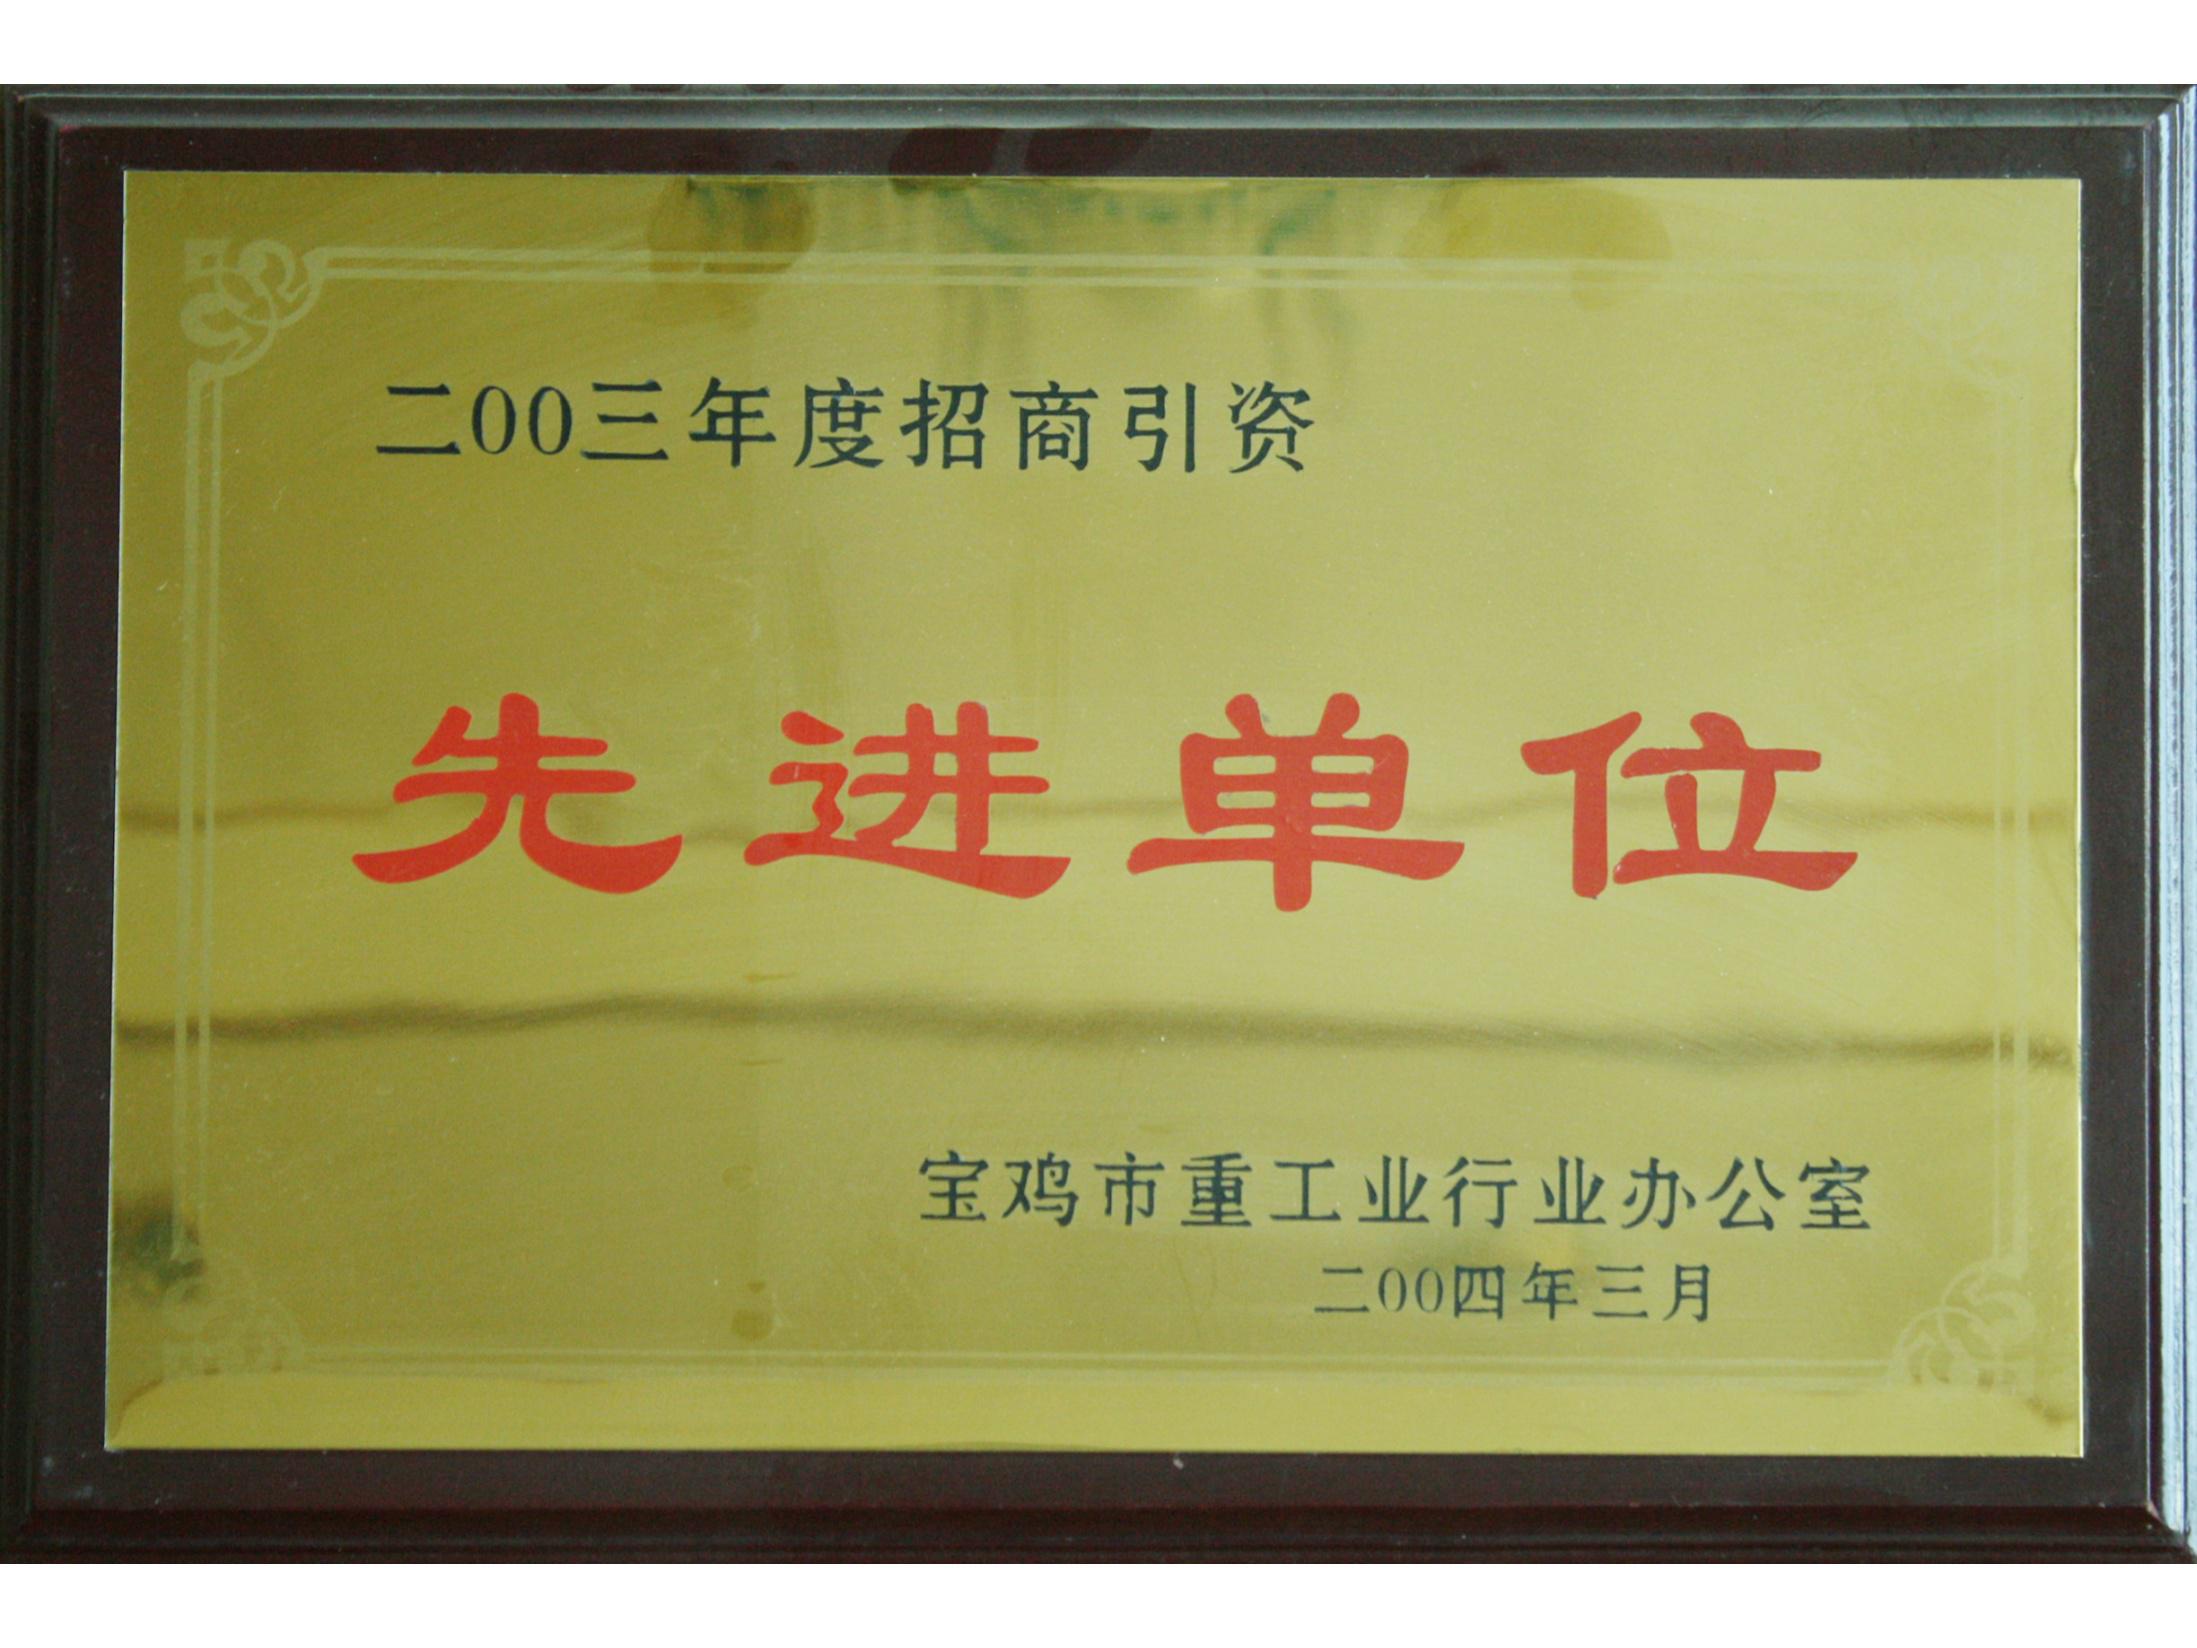 二00三年度招商引资
先进单位
宝鸡市重工业行业办公室
二00四年三月